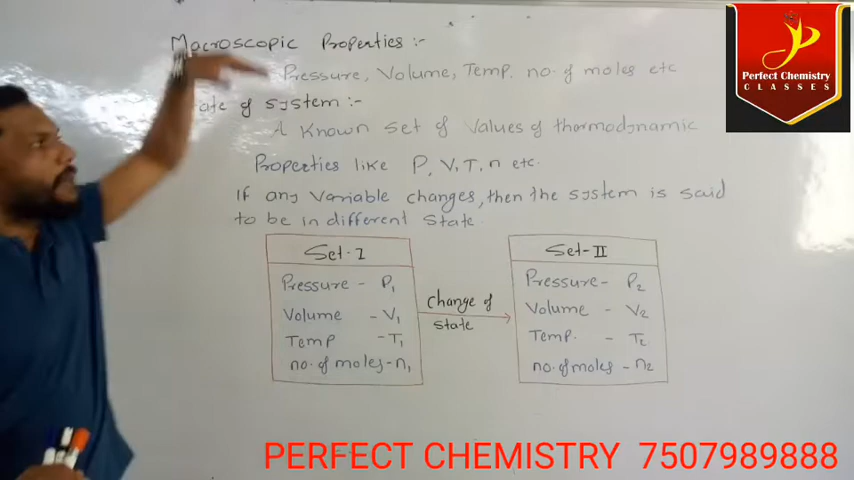 Macroscopic Properties :-
Pressure, Volume, Temp. no. of moles etc
ate of system :-
A Known set of values of thermodynamic
Properties like P, V, T, n etc.
If any variable changes, then the system is said
to be in different state.
Set-I
Pressure - P₁
Volume - V₁
Temp - T₁
no. of moles - n₁
change of
state
Set-II
Pressure - P₂
Volume - V₂
Temp. - T₂
no. of moles - n₂
Perfect Chemistry
CLASSES
PERFECT CHEMISTRY 7507989888